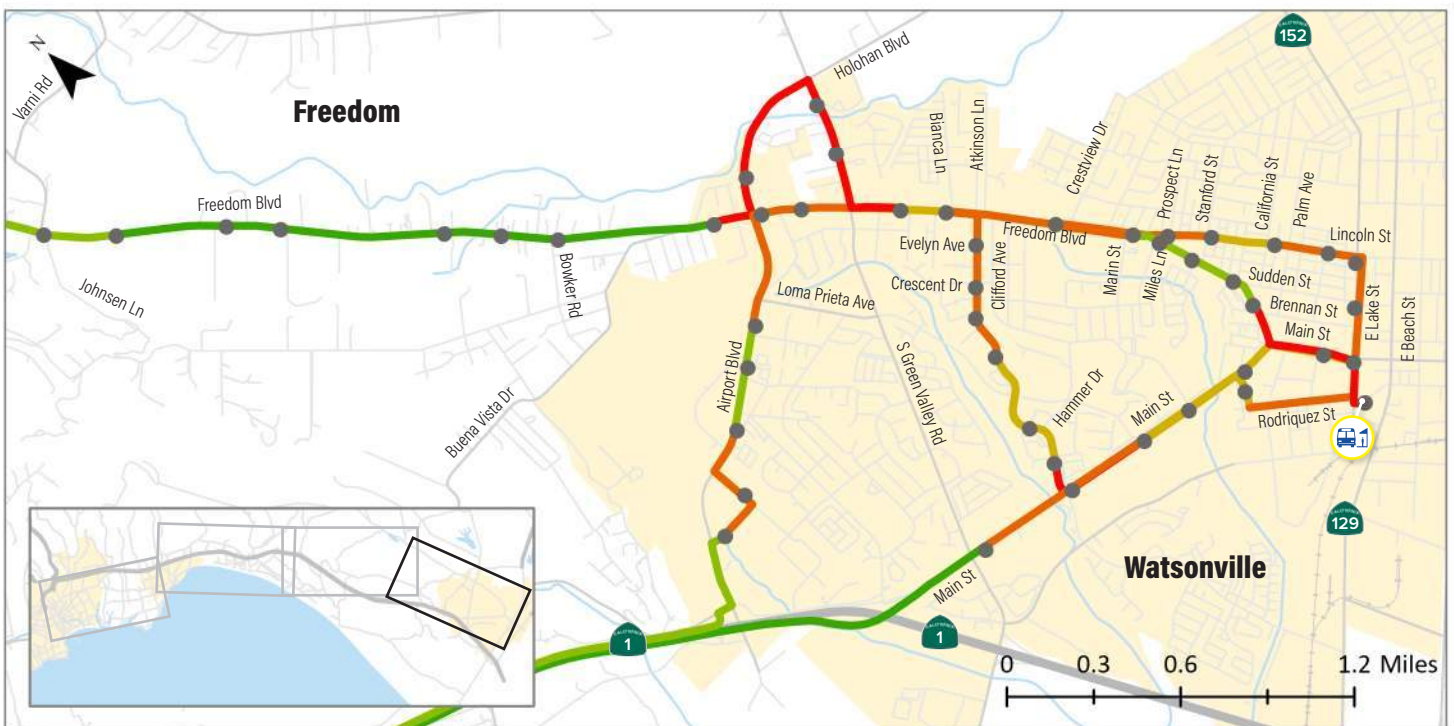 N
Varni Rd
Freedom
Holohan Blvd
152
Bianca Ln
Atkinson Ln
Crestview Dr
Prospect Ln
Stanford St
California St
Palm Ave
Freedom Blvd
Lincoln St
Evelyn Ave
Freedom Blvd
Marin St
Miles Ln
Sudden St
Johnsen Ln
Bowker Rd
Crescent Dr
Clifford Ave
Loma Prieta Ave
Brennan St
Main St
E Lake St
E Beach St
Airport Blvd
S Green Valley Rd
Hammer Dr
Main St
Rodriquez St
Buena Vista Dr
CALIFORNIA
129
Watsonville
Main St
1
1
0 0.3 0.6 1.2 Miles